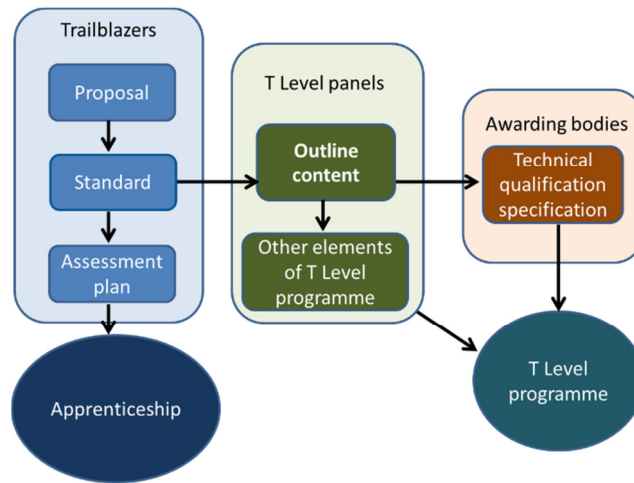 Trailblazers
Proposal
Standard
Assessment
plan
Apprenticeship
T Level panels
Outline
content
Other elements
of T Level
programme
Awarding bodies
Technical
qualification
specification
T Level
programme